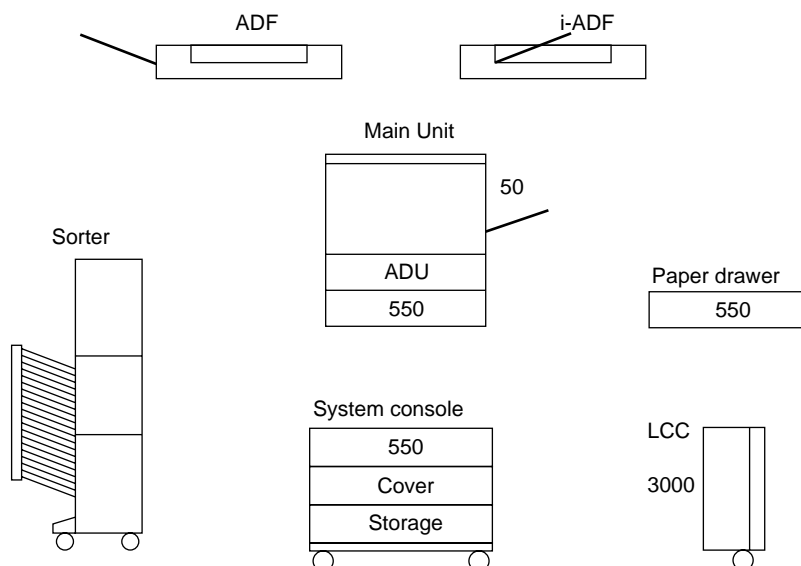 ADF
i-ADF
Main Unit
50
ADU
550
Sorter
Paper drawer
550
System console
550
Cover
Storage
LCC
3000